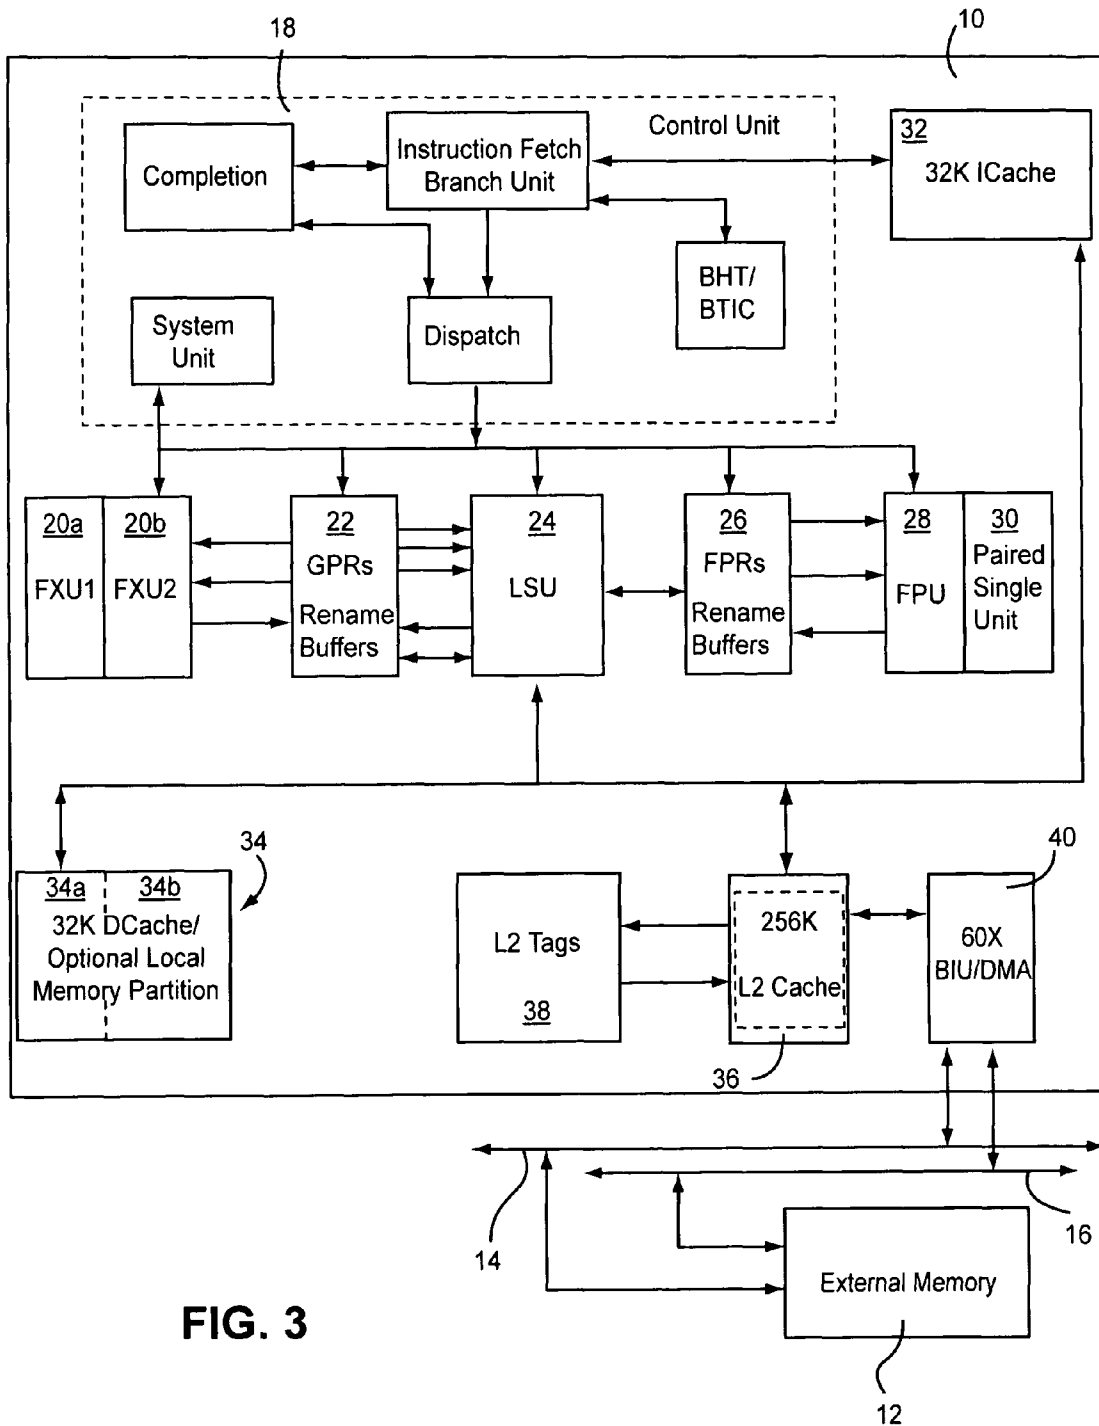 18
10
Completion
Instruction Fetch
Branch Unit
Control Unit
32
32K ICache
BHT/
BTIC
System
Unit
Dispatch
20a
FXU1
20b
FXU2
22
GPRs
Rename
Buffers
24
LSU
26
FPRs
Rename
Buffers
28
FPU
30
Paired
Single
Unit
34
34a
34b
32K DCache/
Optional Local
Memory Partition
L2 Tags
38
256K
L2 Cache
36
40
60X
BIU/DMA
14
16
External Memory
12
FIG. 3